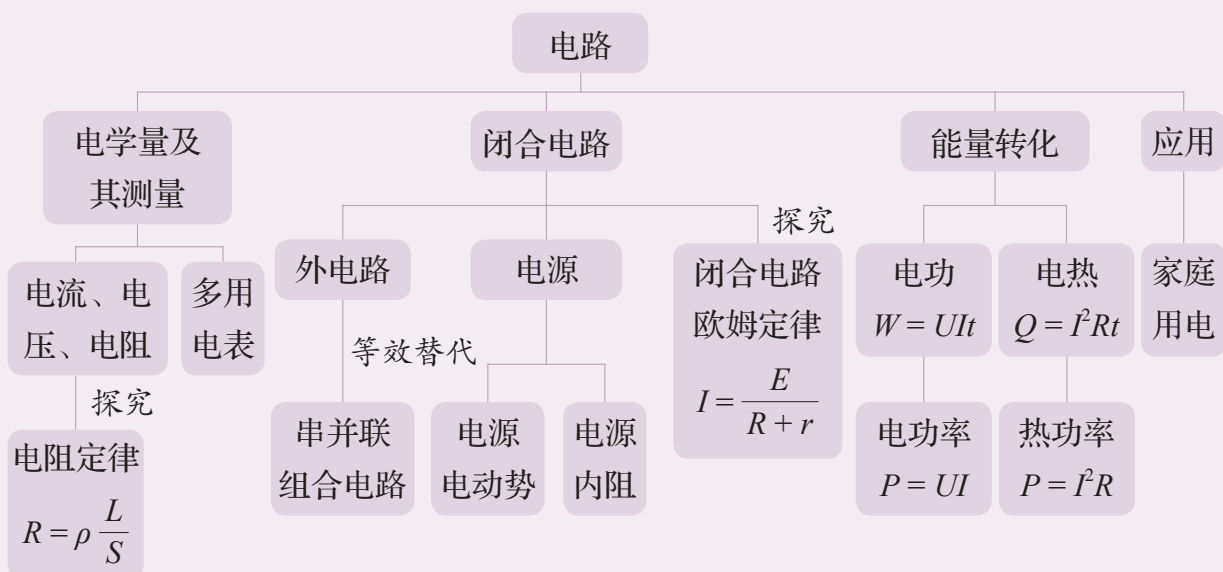 电路
电学量及
其测量
闭合电路
能量转化
应用
电流、电
压、电阻
多用
电表
外电路
电源
探究
闭合电路
欧姆定律
I = E / (R + r)
电功
W = UIt
电热
Q = I²Rt
家庭
用电
探究
电阻定律
R = ρ L/S
等效替代
串并联
组合电路
电源
电动势
电源
内阻
电功率
P = UI
热功率
P = I²R